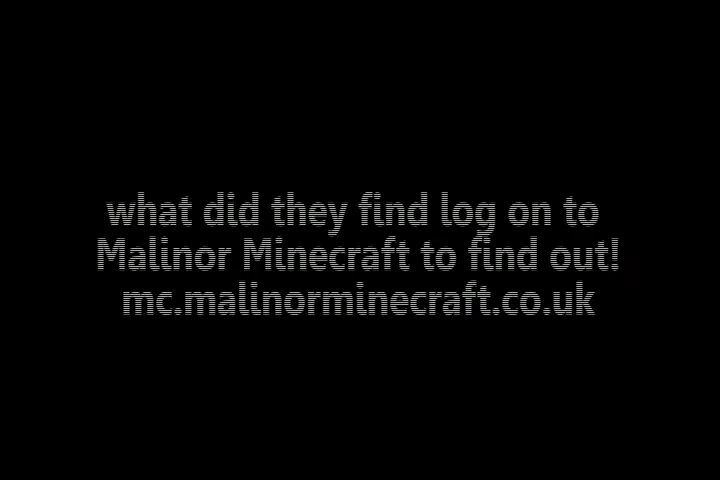 what did they find log on to
Malinor Minecraft to find out!
mc.malinorminecraft.co.uk